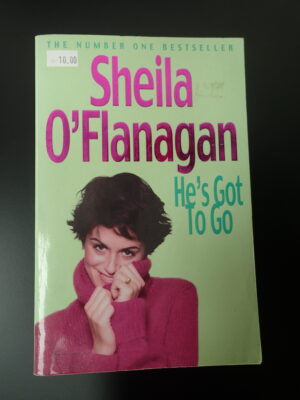 THE NUMBER ONE BESTSELLER
10.00
Sheila
O'Flanagan
He's Got
To Go